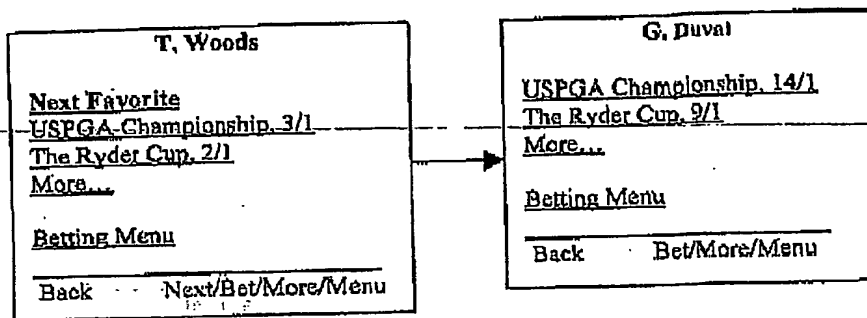 T. Woods
Next Favorite
USPGA Championship, 3/1
The Ryder Cup, 2/1
More...
Betting Menu
Back Next/Bet/More/Menu
G. Duval
USPGA Championship, 14/1
The Ryder Cup, 9/1
More...
Betting Menu
Back Bet/More/Menu